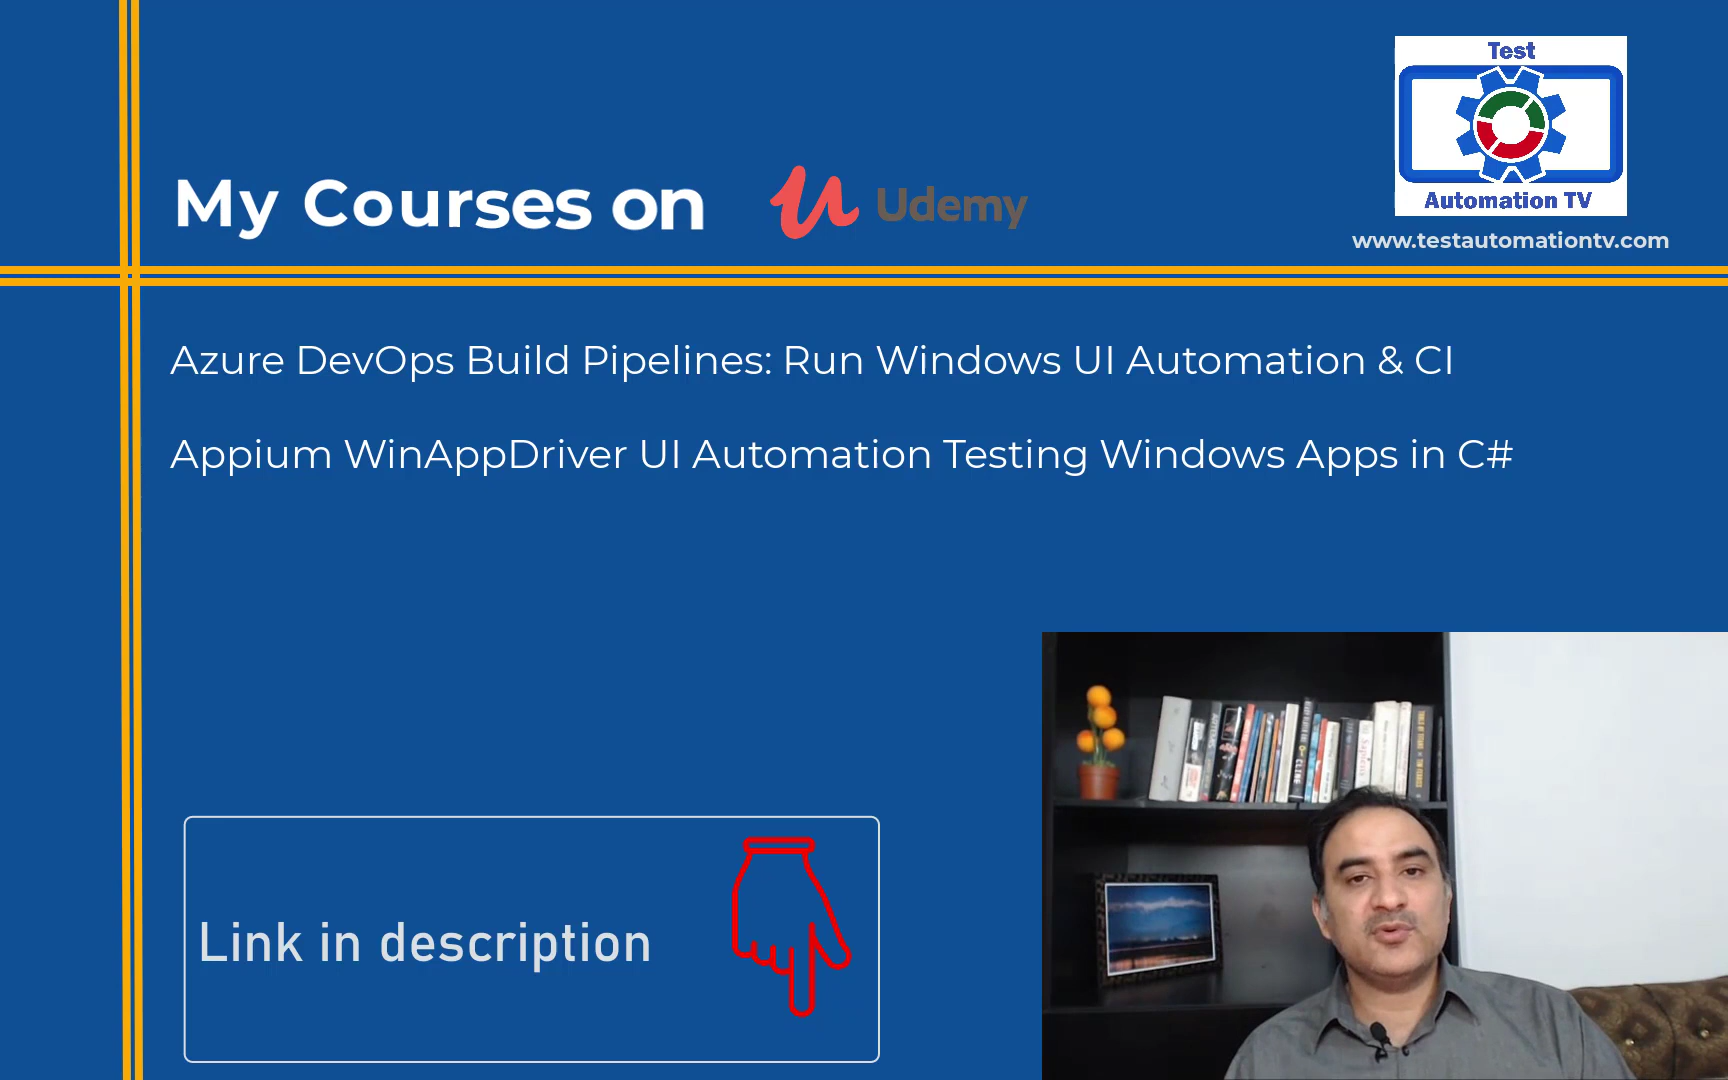 Test
Automation TV
My Courses on Udemy
www.testautomationtv.com
Azure DevOps Build Pipelines: Run Windows UI Automation & CI
Appium WinAppDriver UI Automation Testing Windows Apps in C#
Link in description